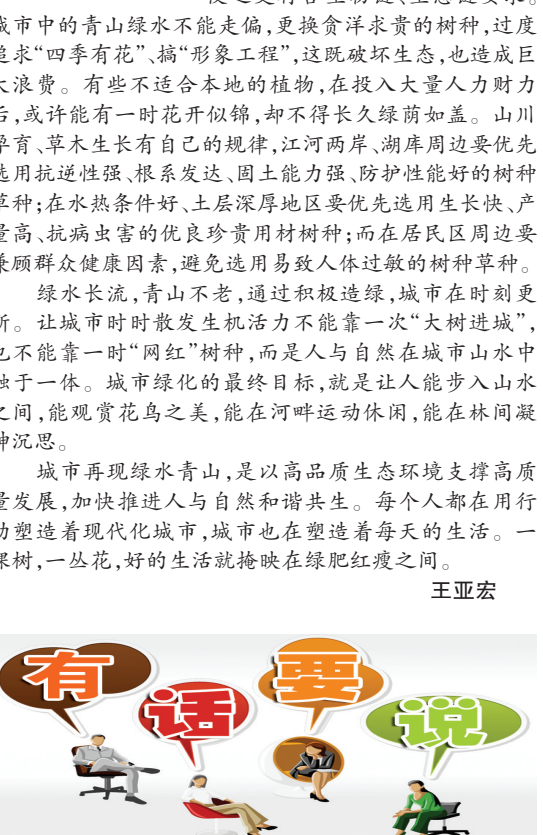 城市中的青山绿水不能走偏,更换贪洋求贵的树种,过度
追求“四季有花”、搞“形象工程”,这既破坏生态,也造成巨
大浪费。有些不适合本地的植物,在投入大量人力财力
后,或许能有一时花开似锦,却不得长久绿荫如盖。山川
孕育、草木生长有自己的规律,江河两岸、湖库周边要优先
选用抗逆性强、根系发达、固土能力强、防护性能好的树种
草种;在水热条件好、土层深厚地区要优先选用生长快、产
量高、抗病虫害的优良珍贵用材树种;而在居民区周边要
兼顾群众健康因素,避免选用易致人体过敏的树种草种。
绿水长流,青山不老,通过积极造绿,城市在时刻更
新。让城市时时散发生机活力不能靠一次“大树进城”,
也不能靠一时“网红”树种,而是人与自然在城市山水中
融于一体。城市绿化的最终目标,就是让人能步入山水
之间,能观赏花鸟之美,能在河畔运动休闲,能在林间凝
神沉思。
城市再现绿水青山,是以高品质生态环境支撑高质
量发展,加快推进人与自然和谐共生。每个人都在用行
动塑造着现代化城市,城市也在塑造着每天的生活。一
棵树,一丛花,好的生活就掩映在绿肥红瘦之间。
王亚宏
有话要说